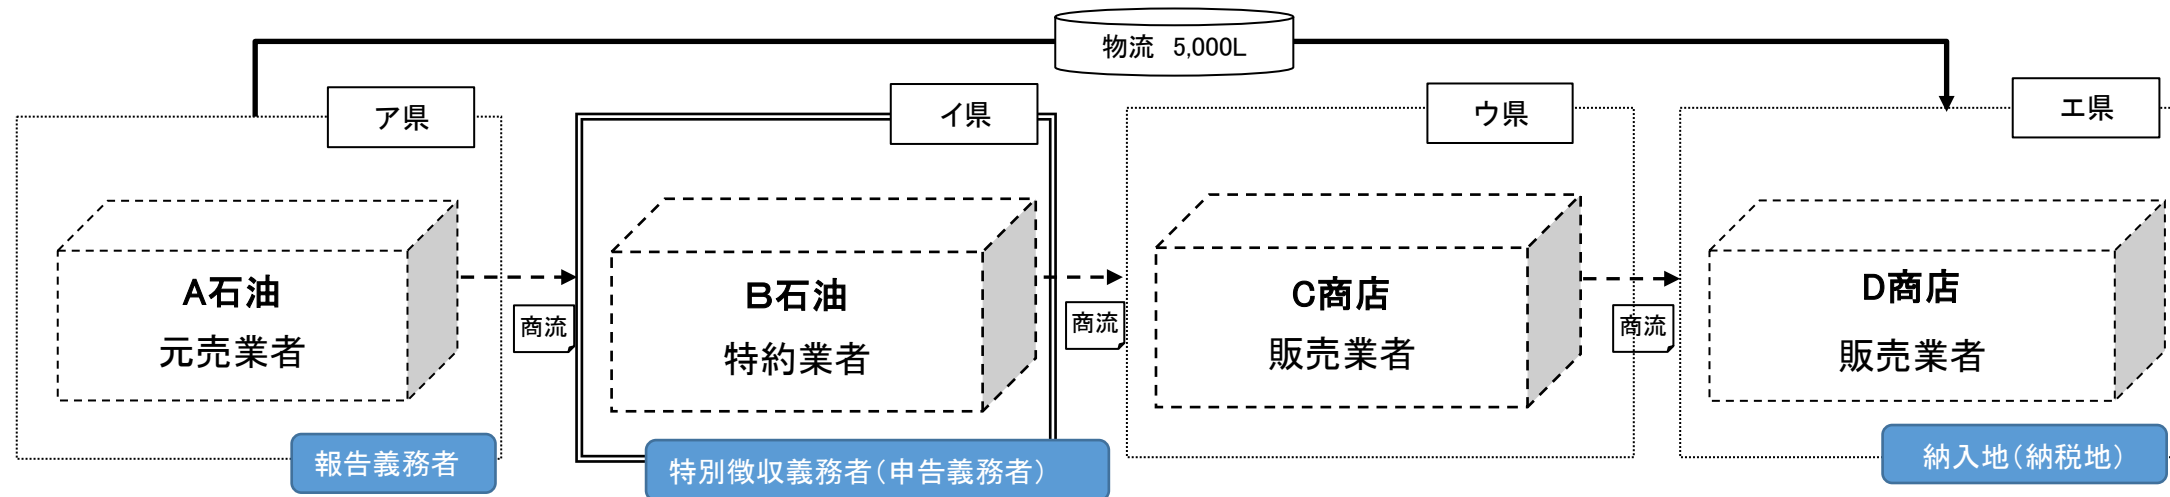 物流 5,000L
ア県
イ県
ウ県
エ県
A石油
元売業者
商流
B石油
特約業者
商流
C商店
販売業者
商流
D商店
販売業者
報告義務者
特別徴収義務者(申告義務者)
納入地(納税地)